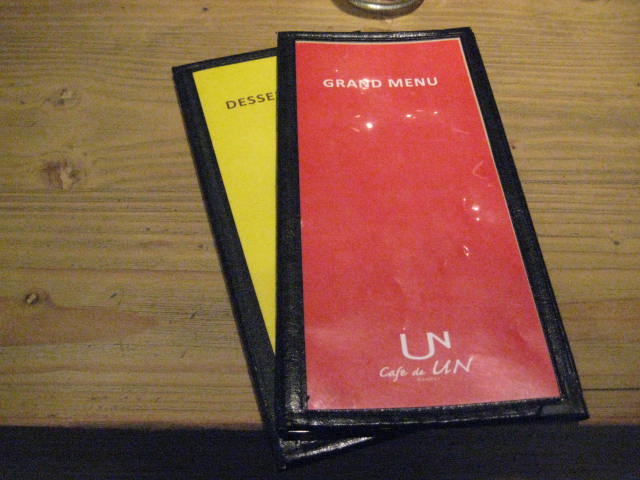 GRAND MENU
DESSE
UN
Cafe de UN